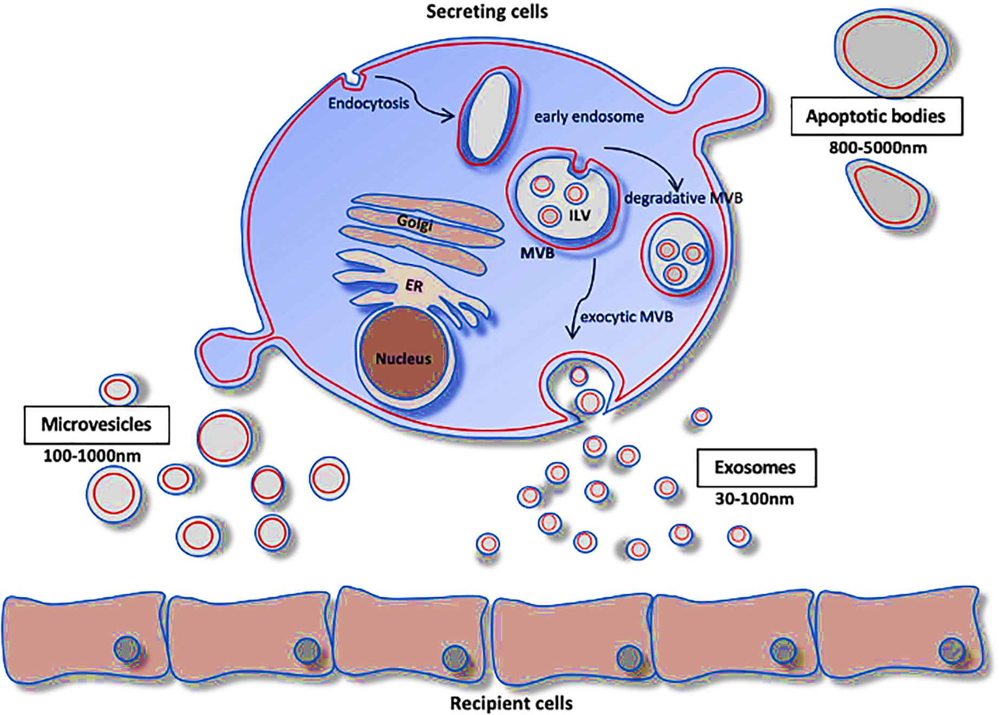 Secreting cells
Endocytosis
early endosome
Apoptotic bodies
800-5000nm
degradative MVB
ILV
Golgi
MVB
ER
exocytic MVB
Nucleus
Microvesicles
100-1000nm
Exosomes
30-100nm
Recipient cells